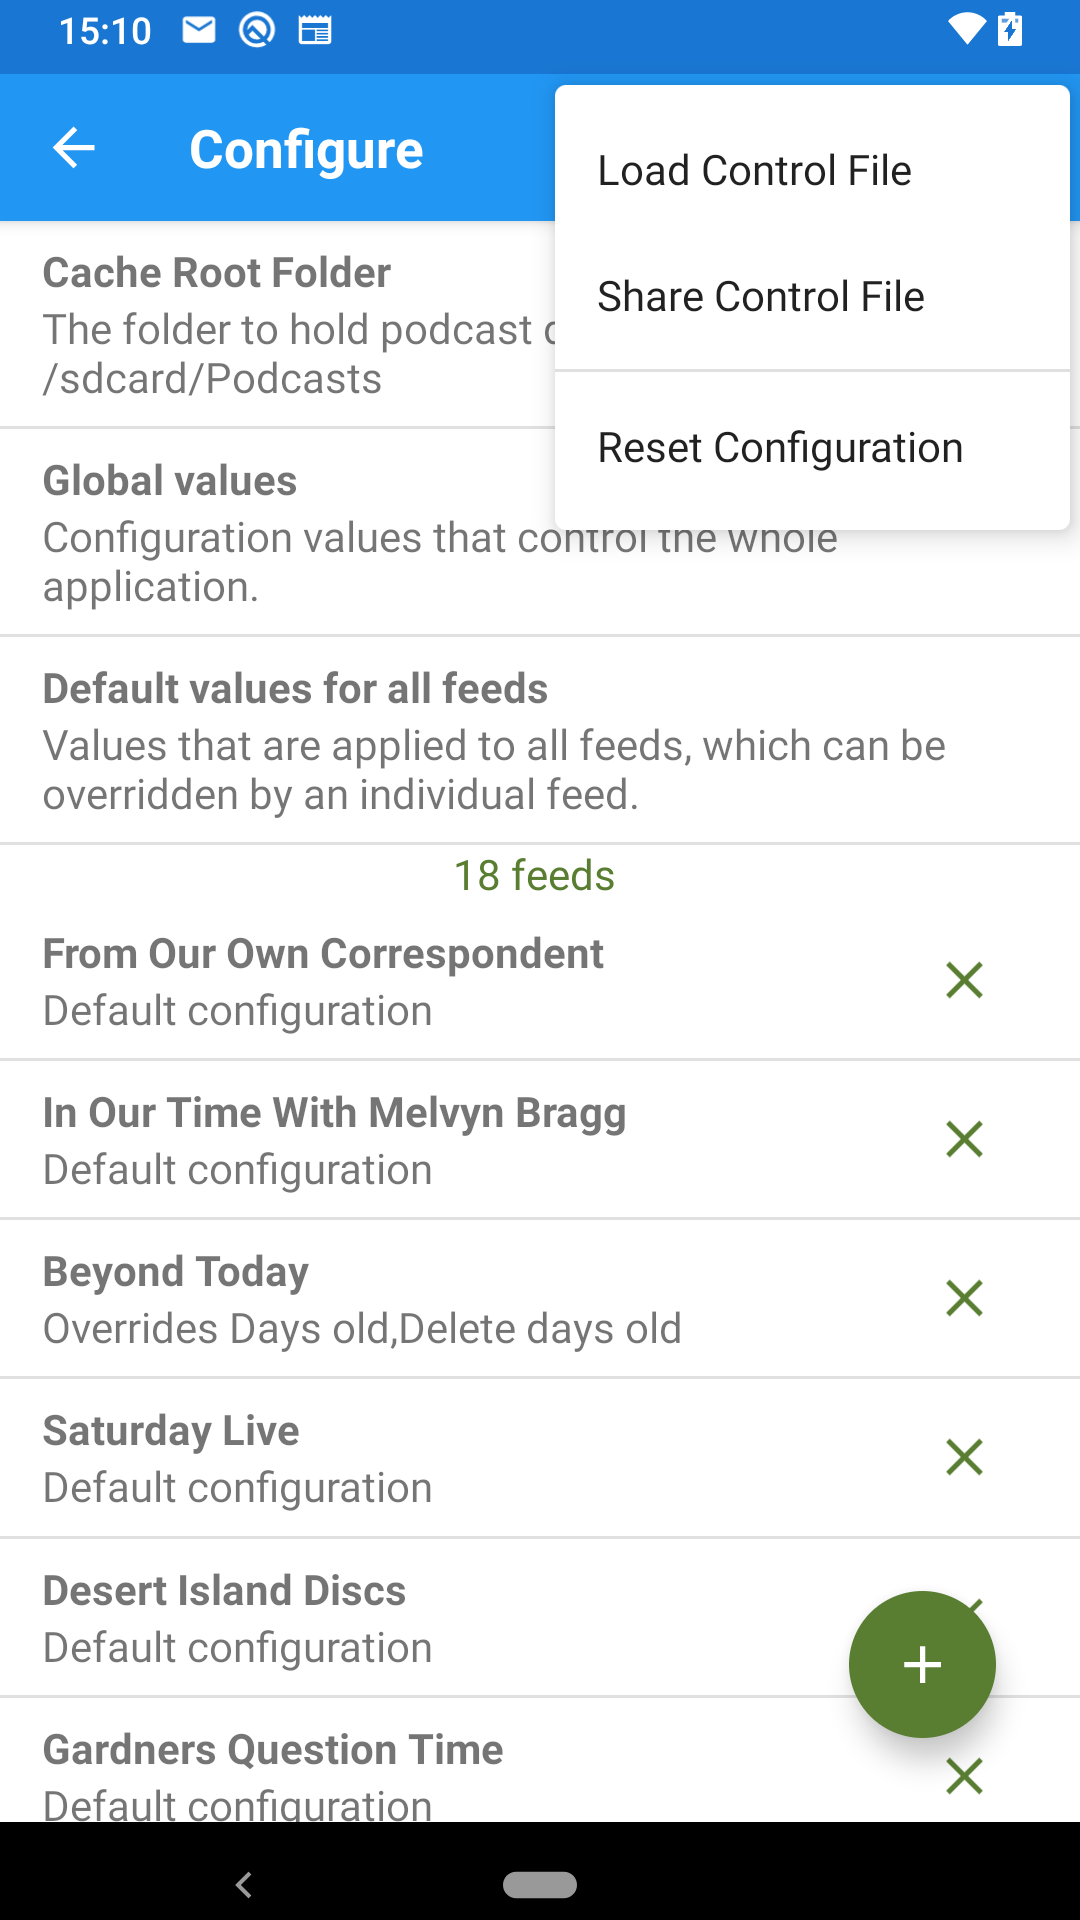 15:10
Configure
Load Control File
Share Control File
Reset Configuration
Cache Root Folder
The folder to hold podcast
/sdcard/Podcasts
Global values
Configuration values that control the whole
application.
Default values for all feeds
Values that are applied to all feeds, which can be
overridden by an individual feed.
18 feeds
From Our Own Correspondent
Default configuration
In Our Time With Melvyn Bragg
Default configuration
Beyond Today
Overrides Days old,Delete days old
Saturday Live
Default configuration
Desert Island Discs
Default configuration
Gardners Question Time
Default configuration